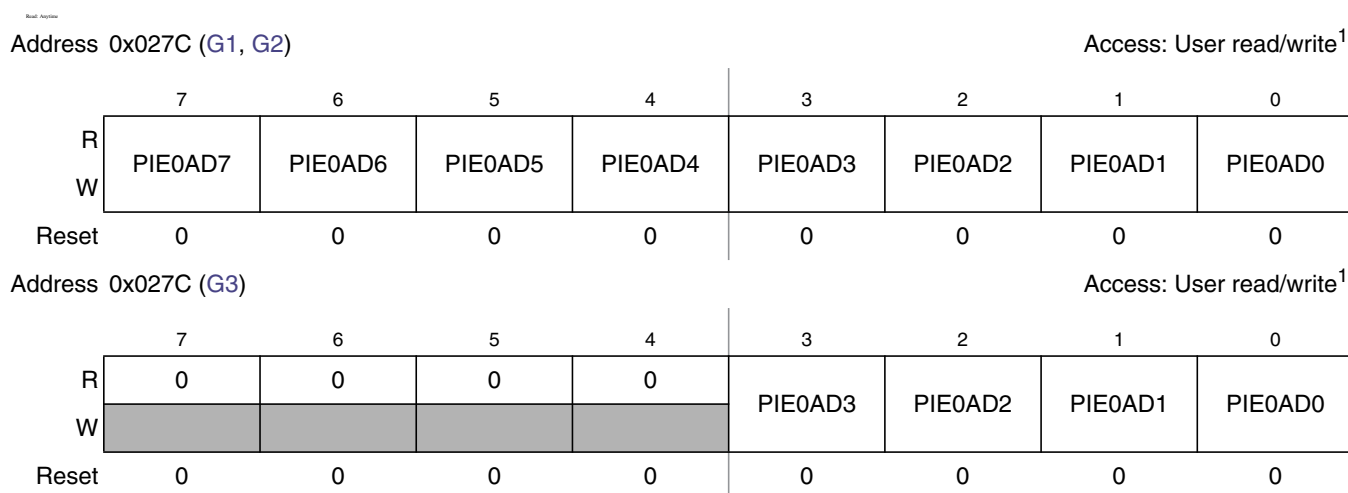 Read: Anytime
Address 0x027C (G1, G2) Access: User read/write1
7 6 5 4 3 2 1 0
R
PIE0AD7 PIE0AD6 PIE0AD5 PIE0AD4 PIE0AD3 PIE0AD2 PIE0AD1 PIE0AD0
W
Reset 0 0 0 0 0 0 0 0
Address 0x027C (G3) Access: User read/write1
7 6 5 4 3 2 1 0
R 0 0 0 0
PIE0AD3 PIE0AD2 PIE0AD1 PIE0AD0
W
Reset 0 0 0 0 0 0 0 0